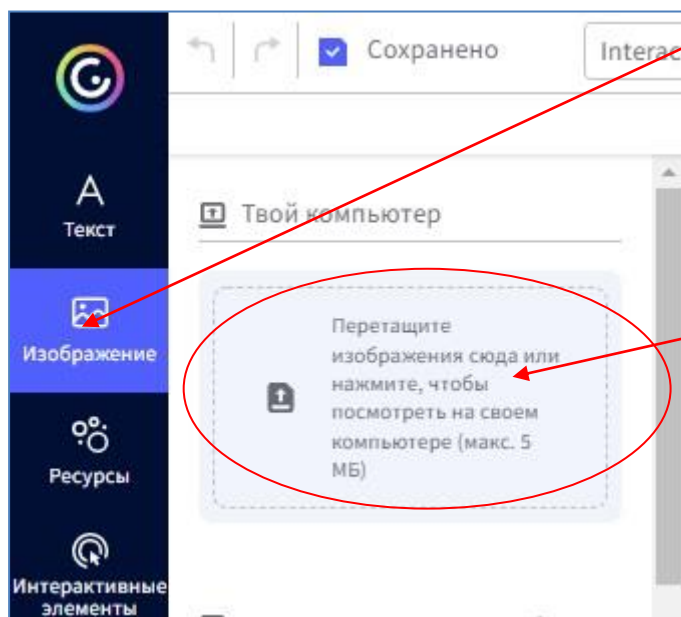 Сохранено
Interac
Твой компьютер
Текст
Изображение
Ресурсы
Интерактивные
элементы
Перетащите
изображения сюда или
нажмите, чтобы
посмотреть на своем
компьютере (макс. 5
МБ)